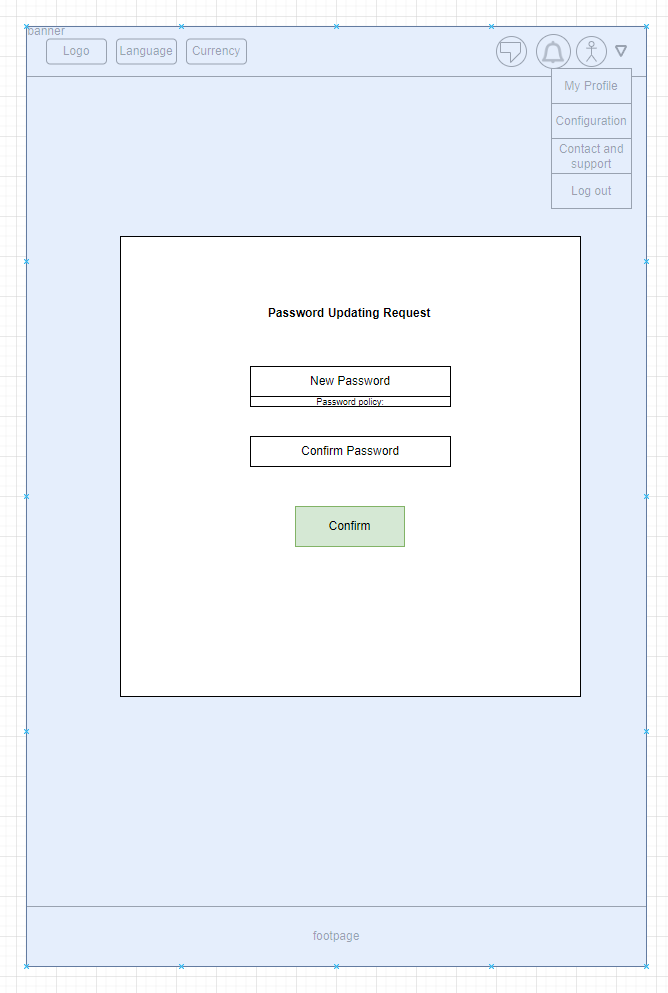 banner
Logo
Language
Currency
My Profile
Configuration
Contact and
support
Log out
Password Updating Request
New Password
Password policy:
Confirm Password
Confirm
footpage